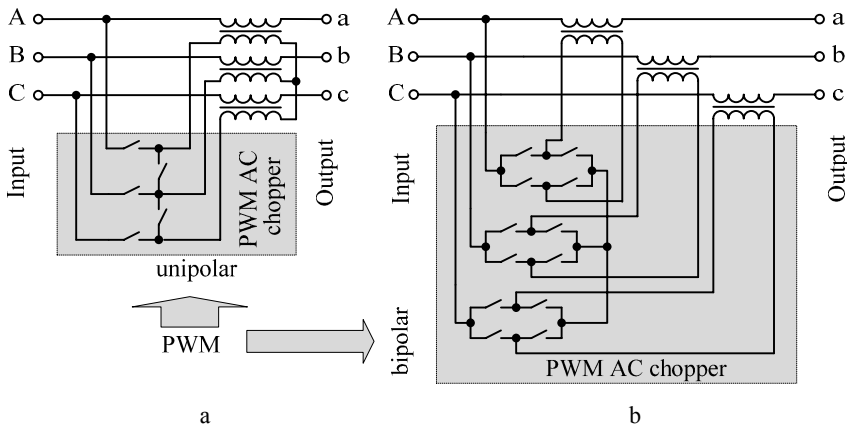 A
a
B
b
C
c
Input
PWM AC
chopper
Output
unipolar
PWM
a
A
a
B
b
C
c
Input
Output
bipolar
PWM AC chopper
b